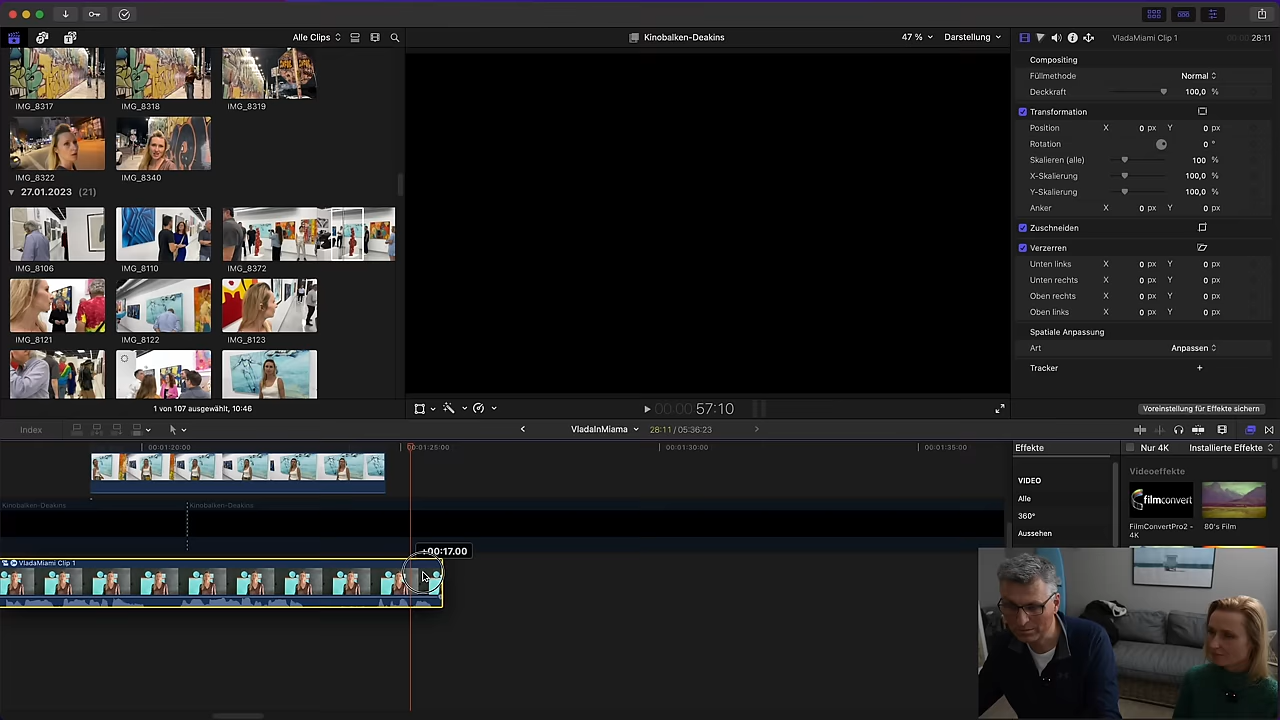 Alle Clips
Kinobalken-Deakins
47 %
Darstellung
VladaMiami Clip 1
28:11
IMG_8317
IMG_8318
IMG_8319
IMG_8322
IMG_8340
27.01.2023 (21)
IMG_8106
IMG_8110
IMG_8372
IMG_8121
IMG_8122
IMG_8123
1 von 107 ausgewählt, 10:46
00:00 57:10
Compositing
Füllmethode Normal
Deckkraft 100,0 %
Transformation
Position X 0 px Y 0 px
Rotation 0 °
Skalieren (alle) 100 %
X-Skalierung 100,0 %
Y-Skalierung 100,0 %
Anker X 0 px Y 0 px
Zuschneiden
Verzerren
Unten links X 0 px Y 0 px
Unten rechts X 0 px Y 0 px
Oben rechts X 0 px Y 0 px
Oben links X 0 px Y 0 px
Spatiale Anpassung
Art Anpassen
Tracker +
Voreinstellung für Effekte sichern
Index
VladaInMiama
28:11 / 05:36:23
00:01:20:00
00:01:25:00
00:01:30:00
00:01:35:00
Kinobalken-Deakins
Kinobalken-Deakins
+00:17.00
VladaMiami Clip 1
Effekte
Nur 4K
Installierte Effekte
VIDEO
Alle
360°
Aussehen
Videoeffekte
filmconvert
FilmConvertPro2 - 4K
80's Film